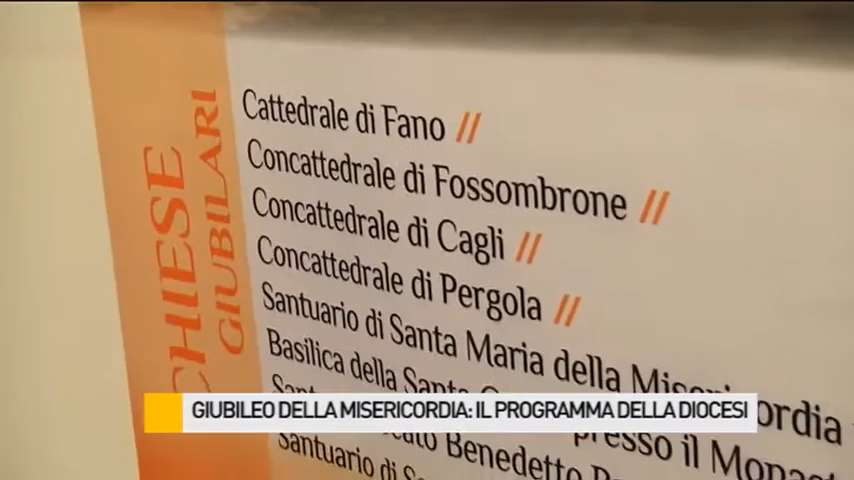 CHIESE
GIUBILARI
Cattedrale di Fano //
Concattedrale di Fossombrone //
Concattedrale di Cagli //
Concattedrale di Pergola //
Santuario di Santa Maria della Misericordia
Basilica della Santa
presso il
Benedetto
Santuario di
GIUBILEO DELLA MISERICORDIA: IL PROGRAMMA DELLA DIOCESI